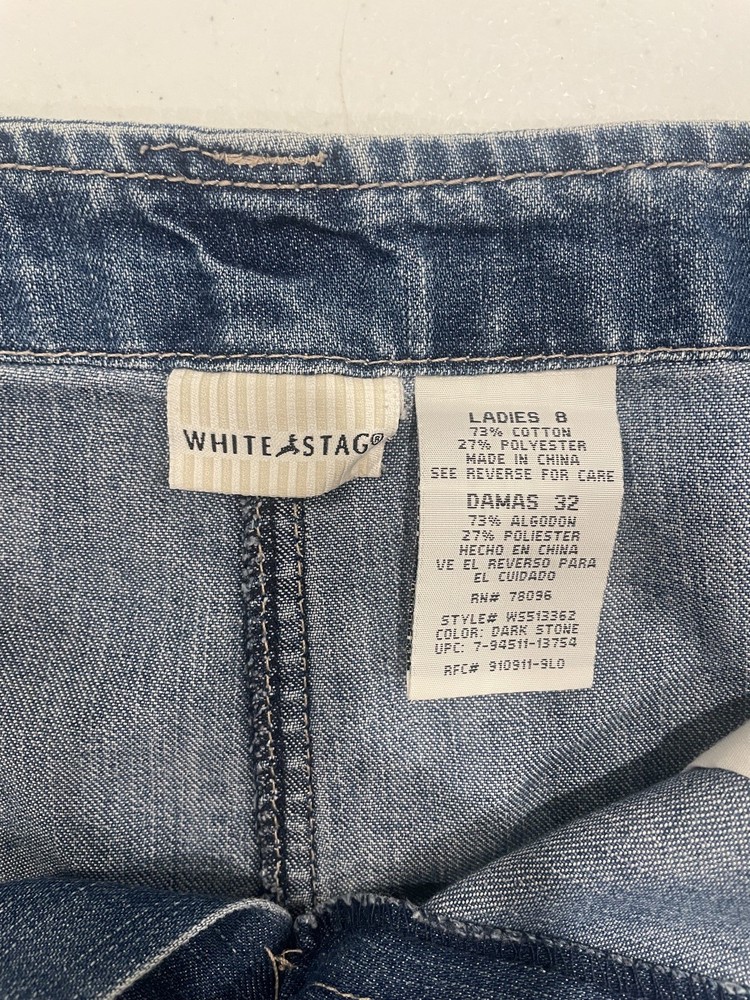 WHITE STAG®
LADIES 8
73% COTTON
27% POLYESTER
MADE IN CHINA
SEE REVERSE FOR CARE
DAMAS 32
73% ALGODON
27% POLIESTER
HECHO EN CHINA
VE EL REVERSO PARA
EL CUIDADO
RN# 78096
STYLE# WS513362
COLOR: DARK STONE
UPC: 7-94511-13754
RFC# 910911-9L0